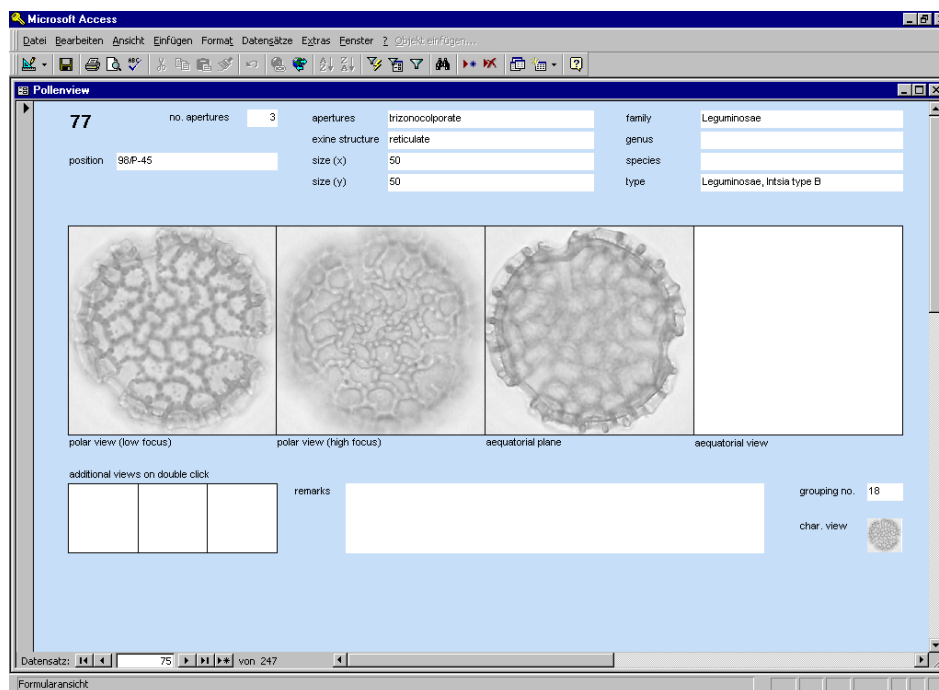 Microsoft Access
Datei Bearbeiten Ansicht Einfügen Format Datensätze Extras Fenster ? Objekt einfügen...
Pollenview
77 no. apertures 3 apertures trizonocolporate family Leguminosae
exine structure reticulate genus
position 98/P-45 size (x) 50 species
size (y) 50 type Leguminosae, Intsia type B
polar view (low focus) polar view (high focus) aequatorial plane aequatorial view
additional views on double click
remarks grouping no. 18
char. view
Datensatz: 75 von 247
Formularansicht